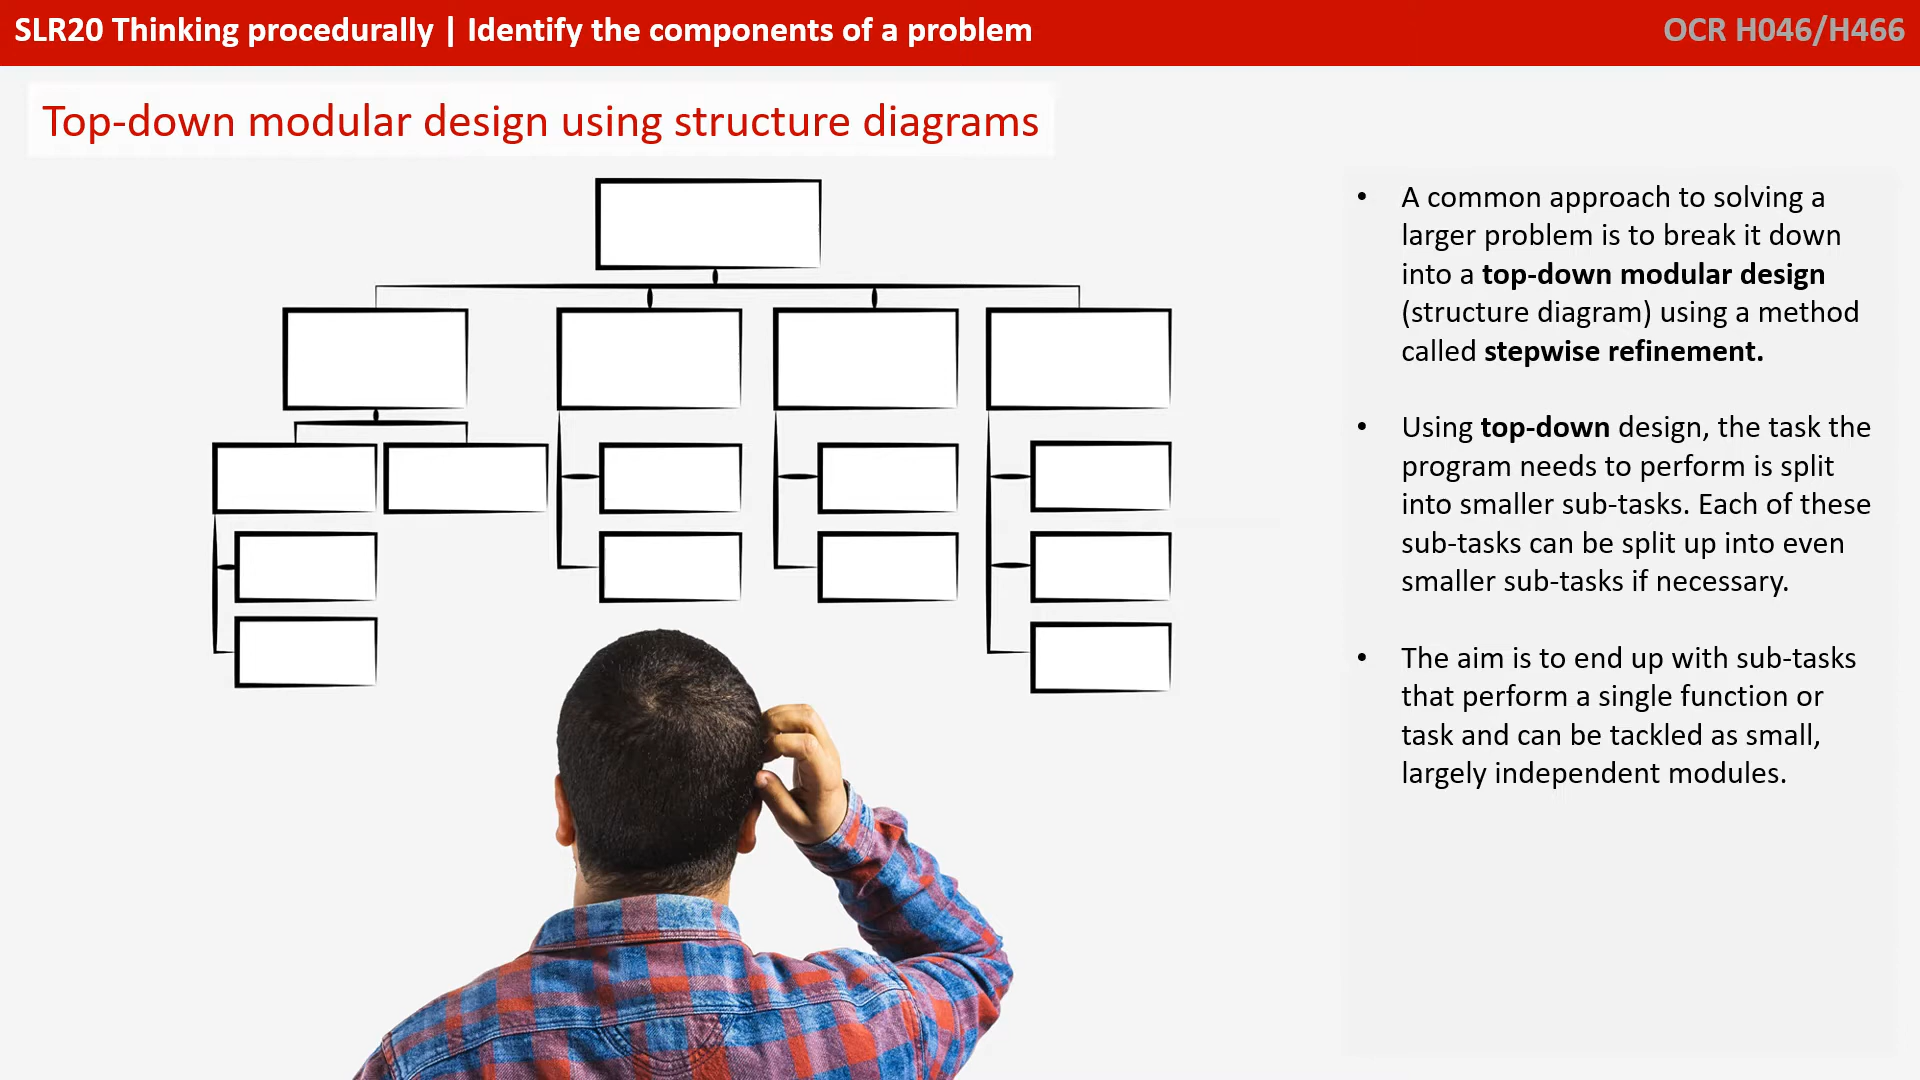 SLR20 Thinking procedurally | Identify the components of a problem
OCR H046/H466
Top-down modular design using structure diagrams
• A common approach to solving a
larger problem is to break it down
into a top-down modular design
(structure diagram) using a method
called stepwise refinement.
• Using top-down design, the task the
program needs to perform is split
into smaller sub-tasks. Each of these
sub-tasks can be split up into even
smaller sub-tasks if necessary.
• The aim is to end up with sub-tasks
that perform a single function or
task and can be tackled as small,
largely independent modules.